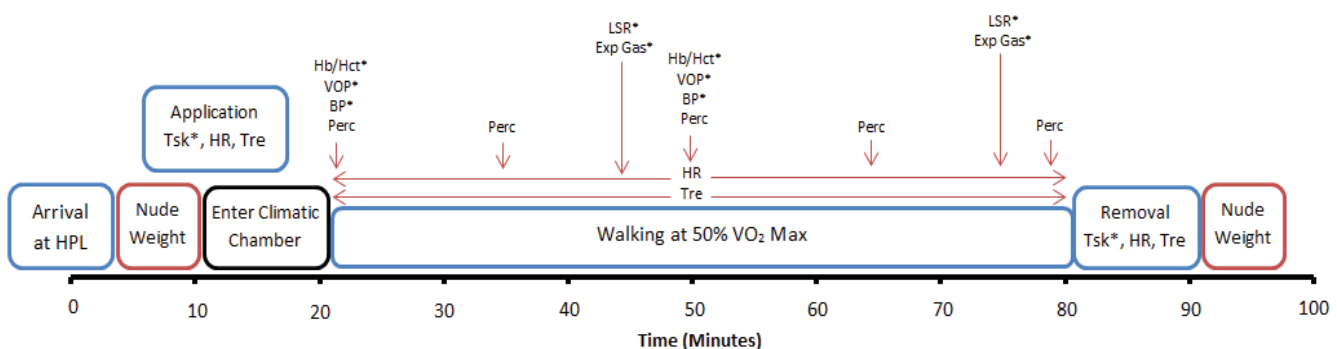 LSR*
Exp Gas*
LSR*
Exp Gas*
Hb/Hct*
VOP*
BP*
Perc
Hb/Hct*
VOP*
BP*
Perc
Application
Tsk*, HR, Tre
Perc
Perc
Perc
HR
Tre
Arrival
at HPL
Nude
Weight
Enter Climatic
Chamber
Walking at 50% VO₂ Max
Removal
Tsk*, HR, Tre
Nude
Weight
0 10 20 30 40 50 60 70 80 90 100
Time (Minutes)